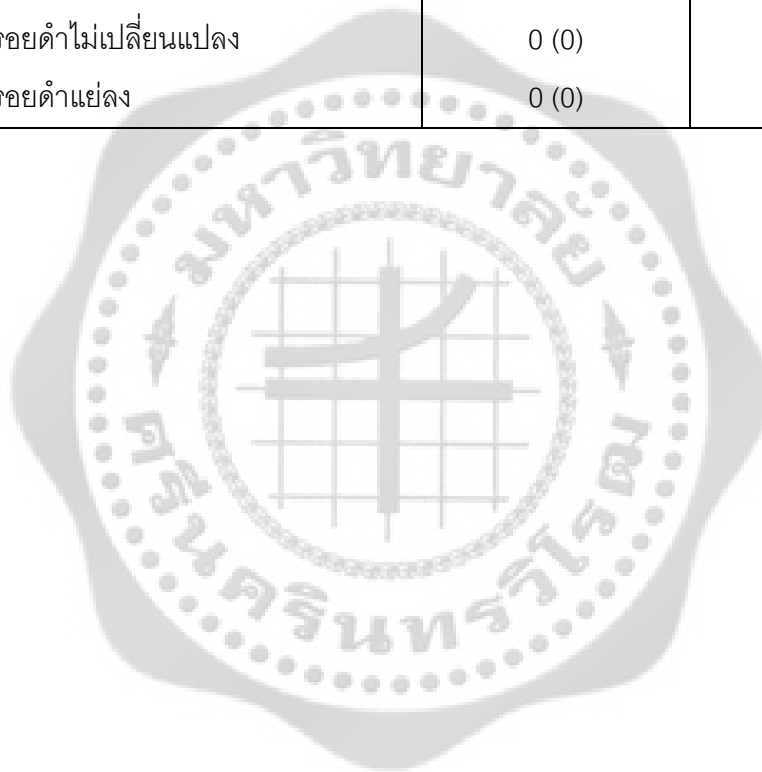 รอยดำไม่เปลี่ยนแปลง 0 (0)
รอยดำแย่ลง 0 (0)
มหาวิทยาลัย
ศรีนครินทรวิโรฒ